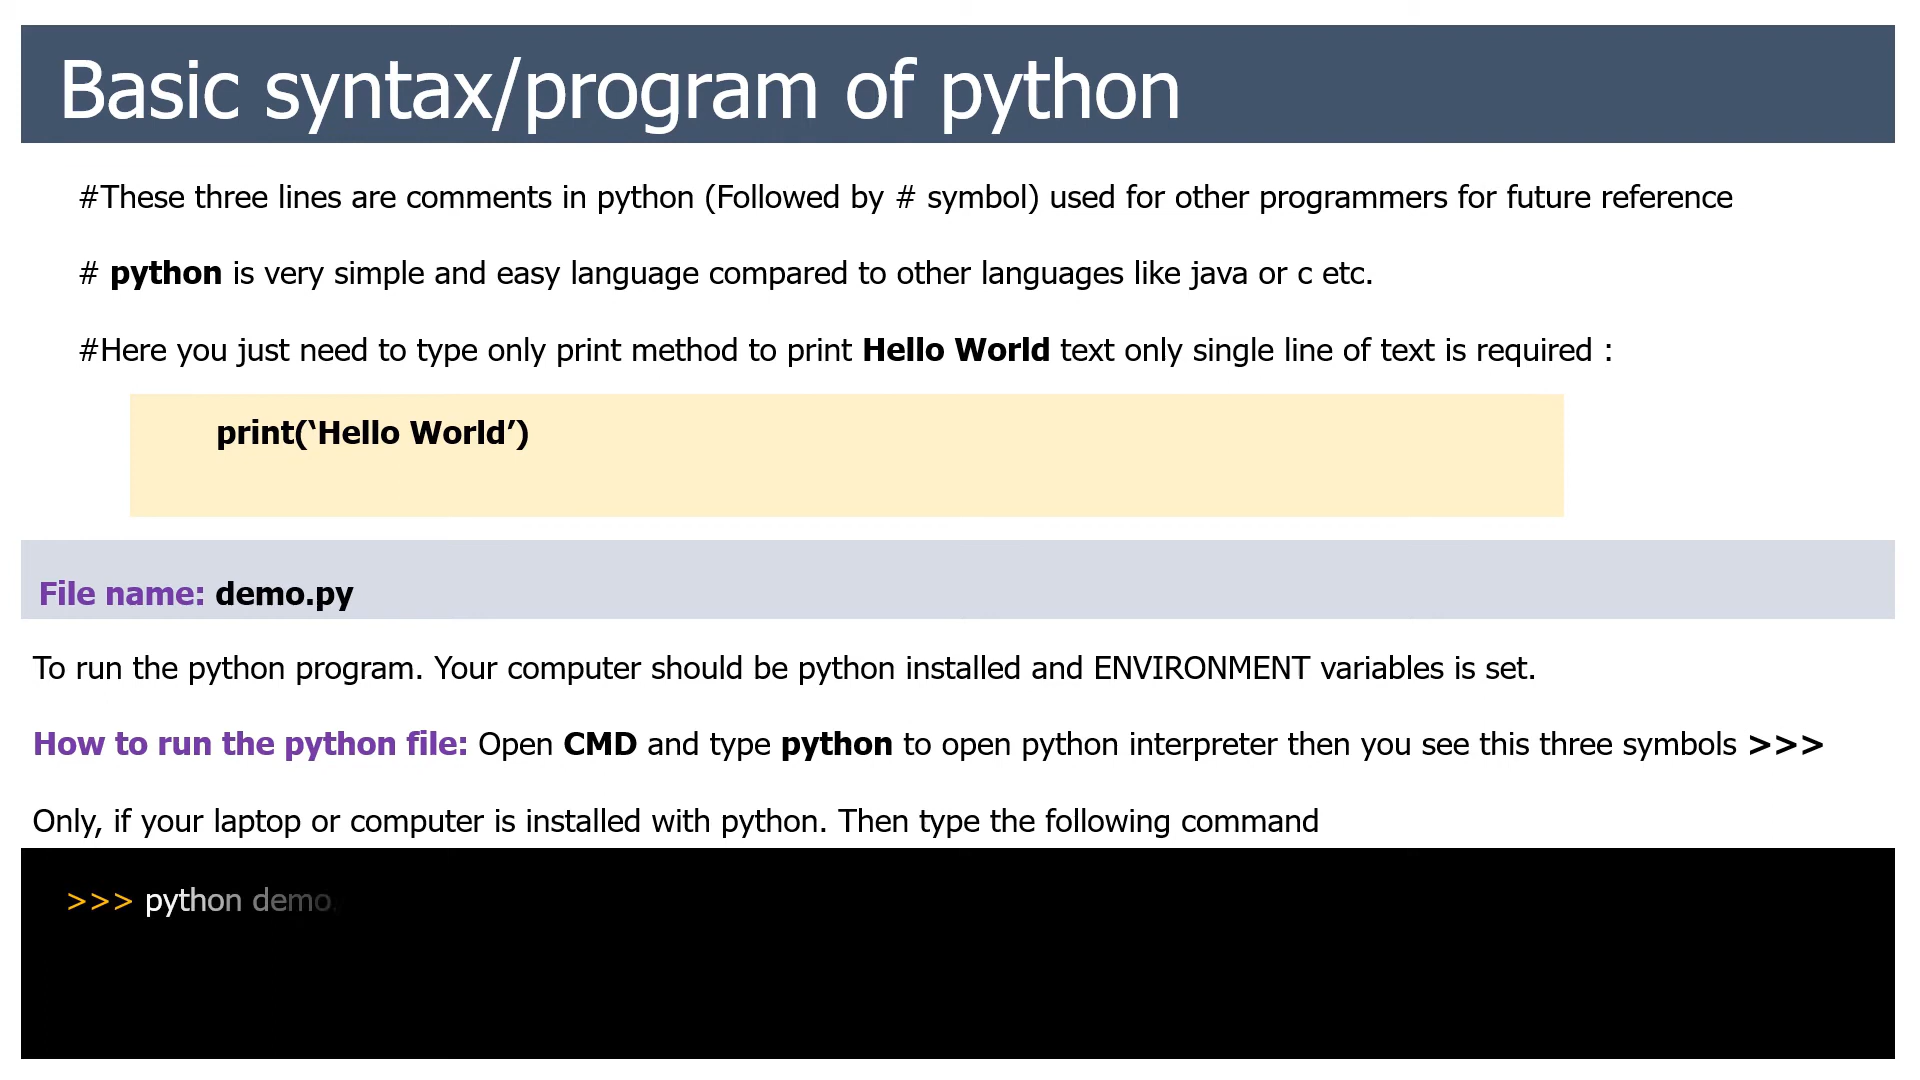 Basic syntax/program of python
#These three lines are comments in python (Followed by # symbol) used for other programmers for future reference
# python is very simple and easy language compared to other languages like java or c etc.
#Here you just need to type only print method to print Hello World text only single line of text is required :
print(‘Hello World’)
File name: demo.py
To run the python program. Your computer should be python installed and ENVIRONMENT variables is set.
How to run the python file: Open CMD and type python to open python interpreter then you see this three symbols >>>
Only, if your laptop or computer is installed with python. Then type the following command
>>> python demo.